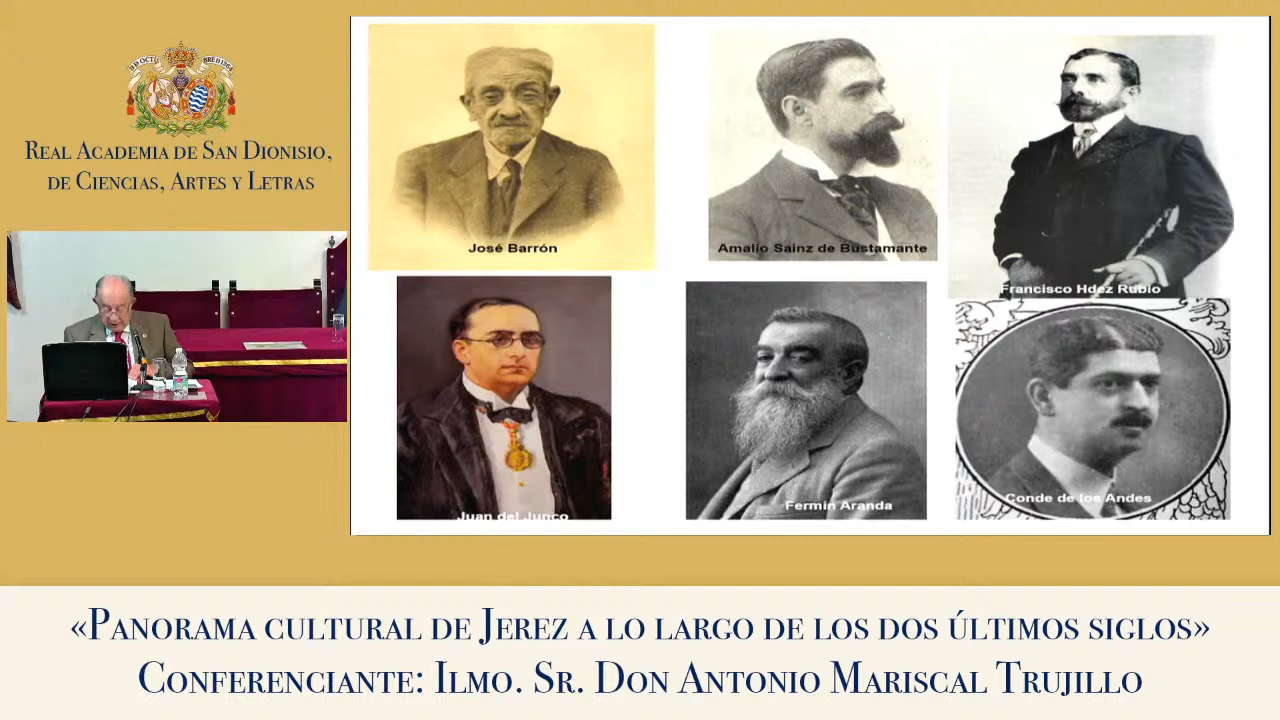 REAL ACADEMIA DE SAN DIONISIO,
DE CIENCIAS, ARTES Y LETRAS
José Barrón
Amalio Sainz de Bustamante
Francisco Hdez Rubio
Juan del Junco
Fermín Aranda
Conde de los Andes
«PANORAMA CULTURAL DE JEREZ A LO LARGO DE LOS DOS ÚLTIMOS SIGLOS»
CONFERENCIANTE: ILMO. SR. DON ANTONIO MARISCAL TRUJILLO